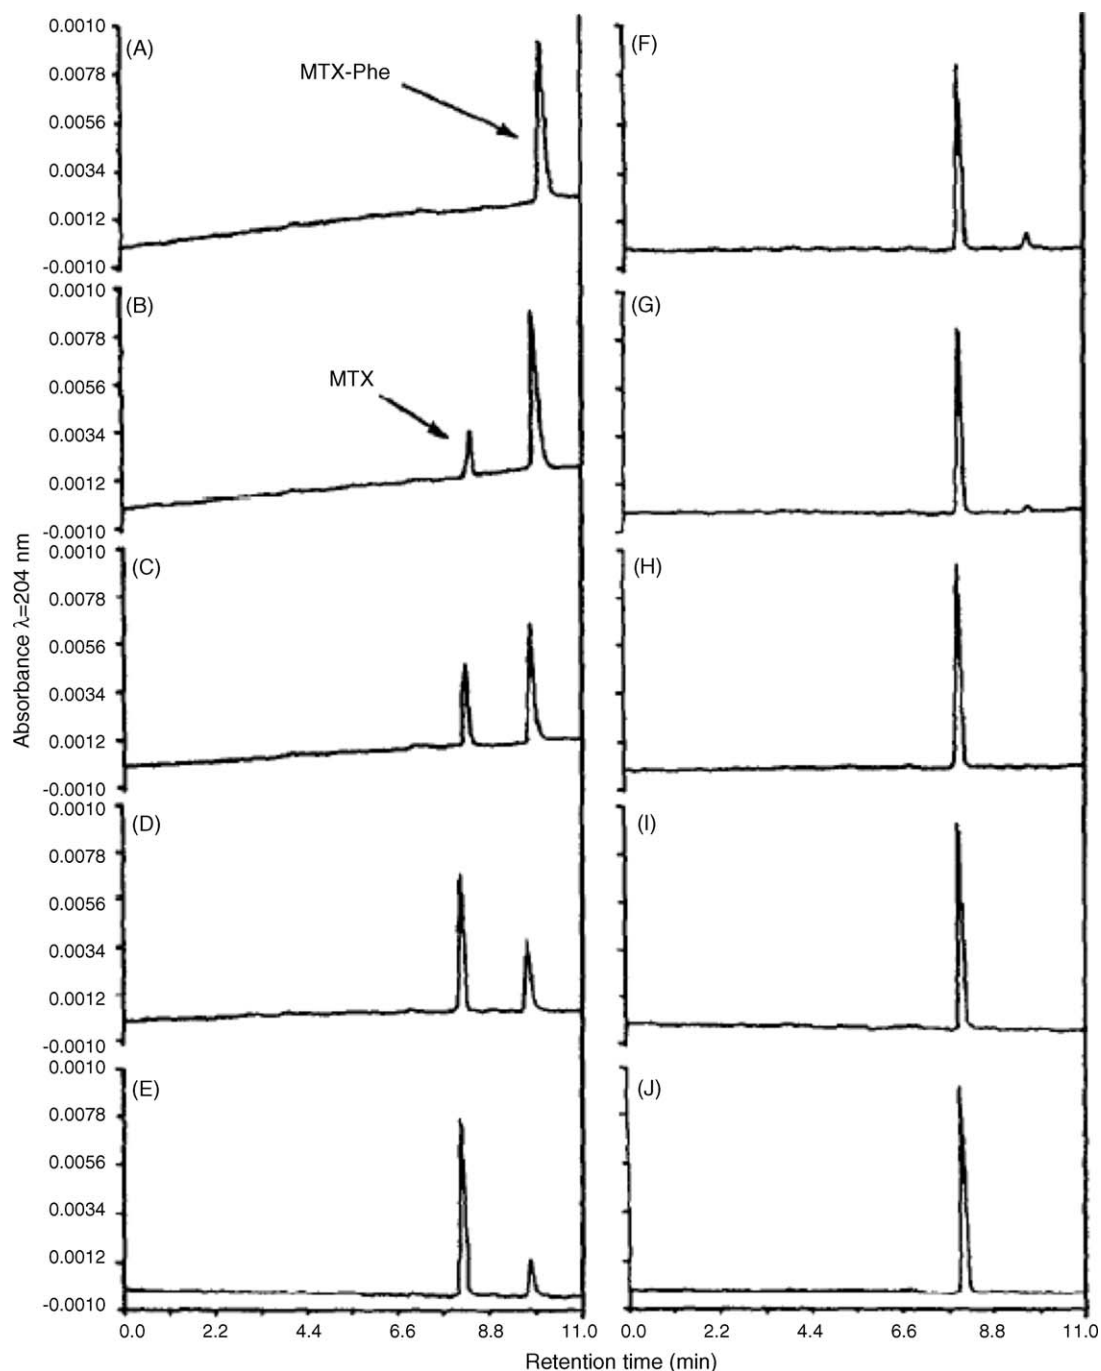 (A)
MTX-Phe
0.0010
0.0078
0.0056
0.0034
0.0012
-0.0010
(B)
MTX
0.0010
0.0078
0.0056
0.0034
0.0012
-0.0010
(C)
0.0010
0.0078
0.0056
0.0034
0.0012
-0.0010
(D)
0.0010
0.0078
0.0056
0.0034
0.0012
-0.0010
(E)
0.0010
0.0078
0.0056
0.0034
0.0012
-0.0010
0.0 2.2 4.4 6.6 8.8 11.0
(F)
(G)
(H)
(I)
(J)
0.0 2.2 4.4 6.6 8.8 11.0
Absorbance λ=204 nm
Retention time (min)